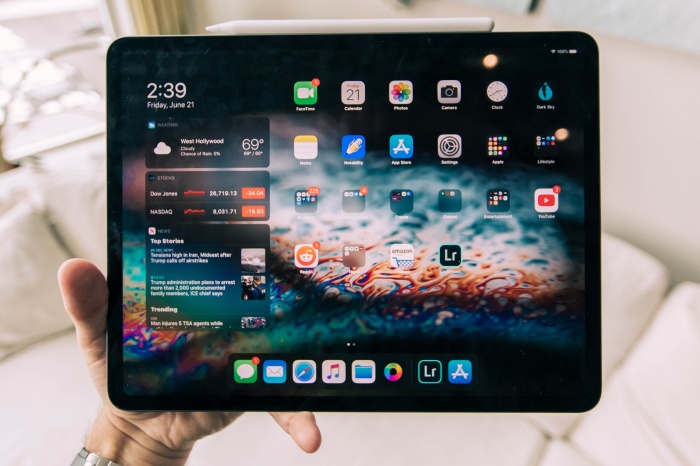 100%
2:39
Friday, June 21
WEATHER
West Hollywood
Cloudy
Chance of Rain: 0%
69°
STOCKS
Dow Jones
26,719.13
-34.04
NASDAQ
8,031.71
-19.63
NEWS
Top Stories
Tensions high in Iran, Mideast after
Trump calls off airstrikes
Trump administration plans to arrest
more than 2,000 undocumented
family members, ICE chief says
Trending
Man Injures 5 TSA agents while
FaceTime
Calendar
21
Photos
Camera
Clock
Dark Sky
Notes
Notability
App Store
Settings
Apple
Lifestyle
Entertainment
YouTube
Reddit
amazon
Lr
Lr